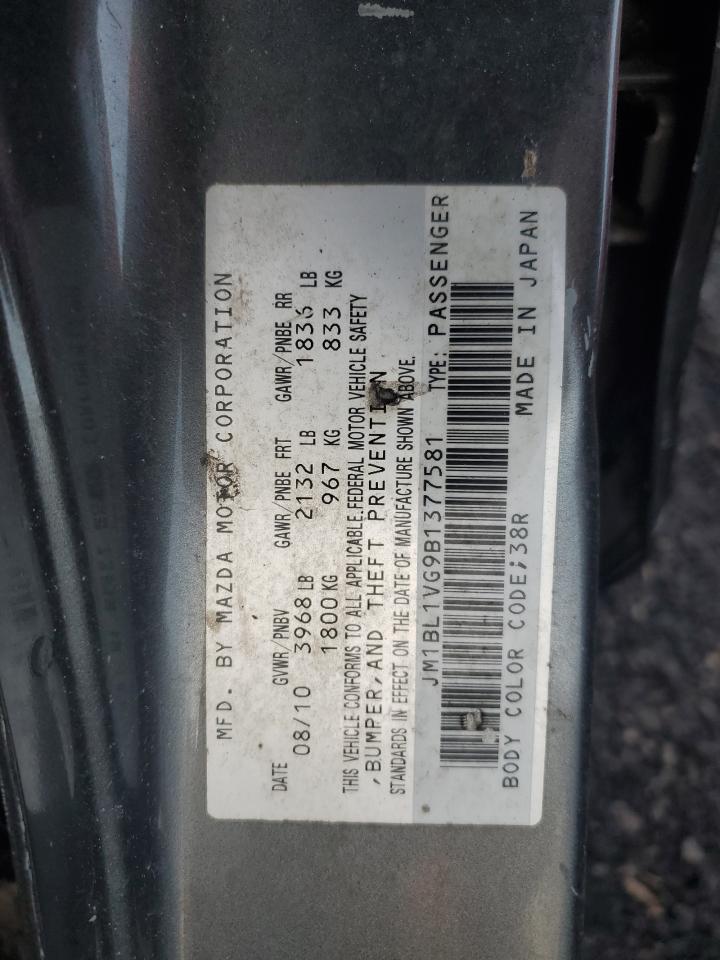 MFD. BY MAZDA MOTOR CORPORATION
DATE GVWR/PNBV GAWR/PNBE FRT GAWR/PNBE RR
08/10 3968 LB 2132 LB 1836 LB
1800 KG 967 KG 833 KG
THIS VEHICLE CONFORMS TO ALL APPLICABLE.FEDERAL MOTOR VEHICLE SAFETY
,BUMPER,AND THEFT PREVENTION
STANDARDS IN EFFECT ON THE DATE OF MANUFACTURE SHOWN ABOVE.
JM1BL1VG9B1377581 TYPE: PASSENGER
BODY COLOR CODE;38R MADE IN JAPAN